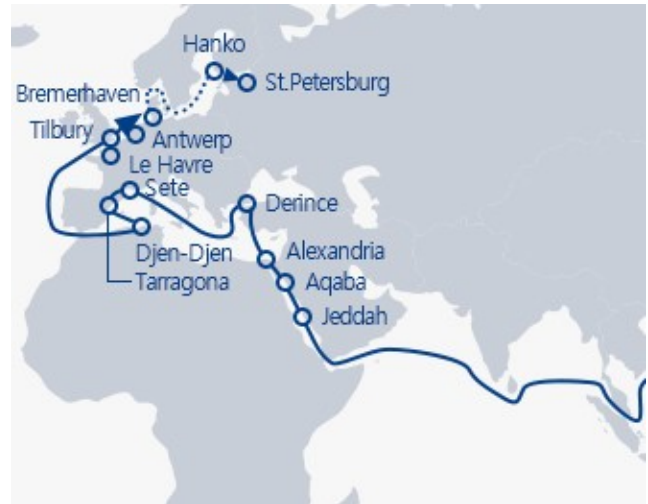 Hanko
St.Petersburg
Bremerhaven
Tilbury
Antwerp
Le Havre
Sete
Derince
Djen-Djen
Alexandria
Tarragona
Aqaba
Jeddah